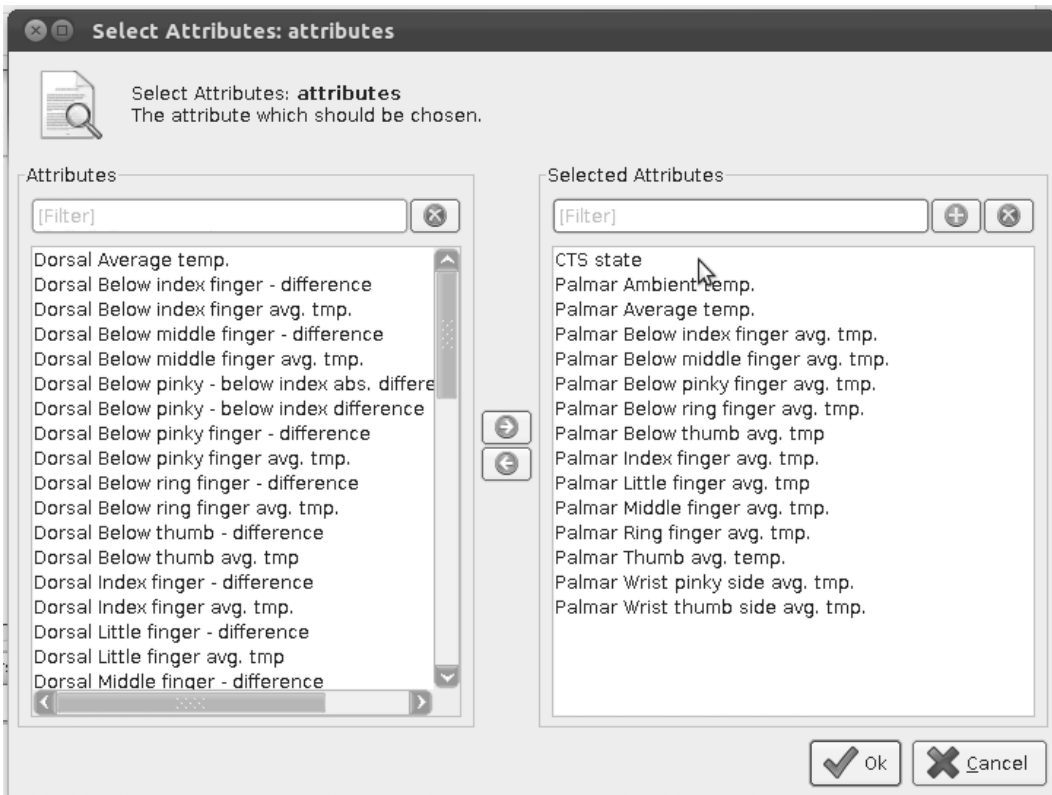 Select Attributes: attributes
Select Attributes: attributes
The attribute which should be chosen.
Attributes
[Filter]
Dorsal Average temp.
Dorsal Below index finger - difference
Dorsal Below index finger avg. tmp.
Dorsal Below middle finger - difference
Dorsal Below middle finger avg. tmp.
Dorsal Below pinky - below index abs. differe
Dorsal Below pinky - below index difference
Dorsal Below pinky finger - difference
Dorsal Below pinky finger avg. tmp.
Dorsal Below ring finger - difference
Dorsal Below ring finger avg. tmp.
Dorsal Below thumb - difference
Dorsal Below thumb avg. tmp
Dorsal Index finger - difference
Dorsal Index finger avg. tmp.
Dorsal Little finger - difference
Dorsal Little finger avg. tmp
Dorsal Middle finger - difference
Selected Attributes
[Filter]
CTS state
Palmar Ambient temp.
Palmar Average temp.
Palmar Below index finger avg. tmp.
Palmar Below middle finger avg. tmp.
Palmar Below pinky finger avg. tmp.
Palmar Below ring finger avg. tmp.
Palmar Below thumb avg. tmp
Palmar Index finger avg. tmp.
Palmar Little finger avg. tmp
Palmar Middle finger avg. tmp.
Palmar Ring finger avg. tmp.
Palmar Thumb avg. temp.
Palmar Wrist pinky side avg. tmp.
Palmar Wrist thumb side avg. tmp.
Ok
Cancel